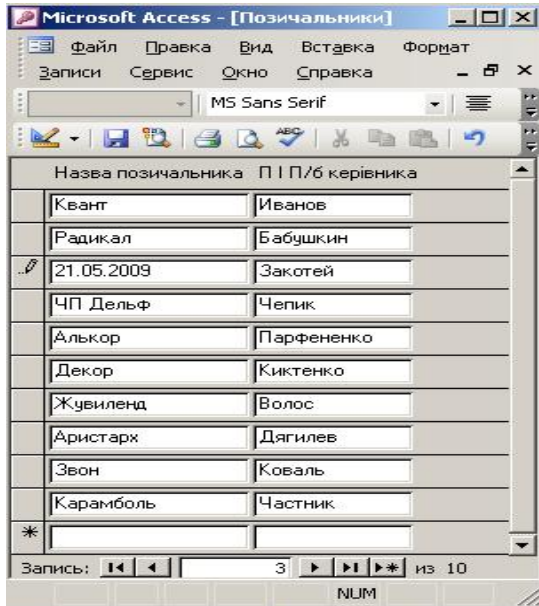 Microsoft Access - [Позичальники]
Файл Правка Вид Вставка Формат
Записи Сервис Окно Справка
MS Sans Serif
ABC
Назва позичальника П І П/б керівника
Квант Иванов
Радикал Бабушкин
21.05.2009 Закотей
ЧП Дельф Чепик
Алькор Парфененко
Декор Киктенко
Жувиленд Волос
Аристарх Дягилев
Звон Коваль
Карамболь Частник
Запись: 3 из 10
NUM